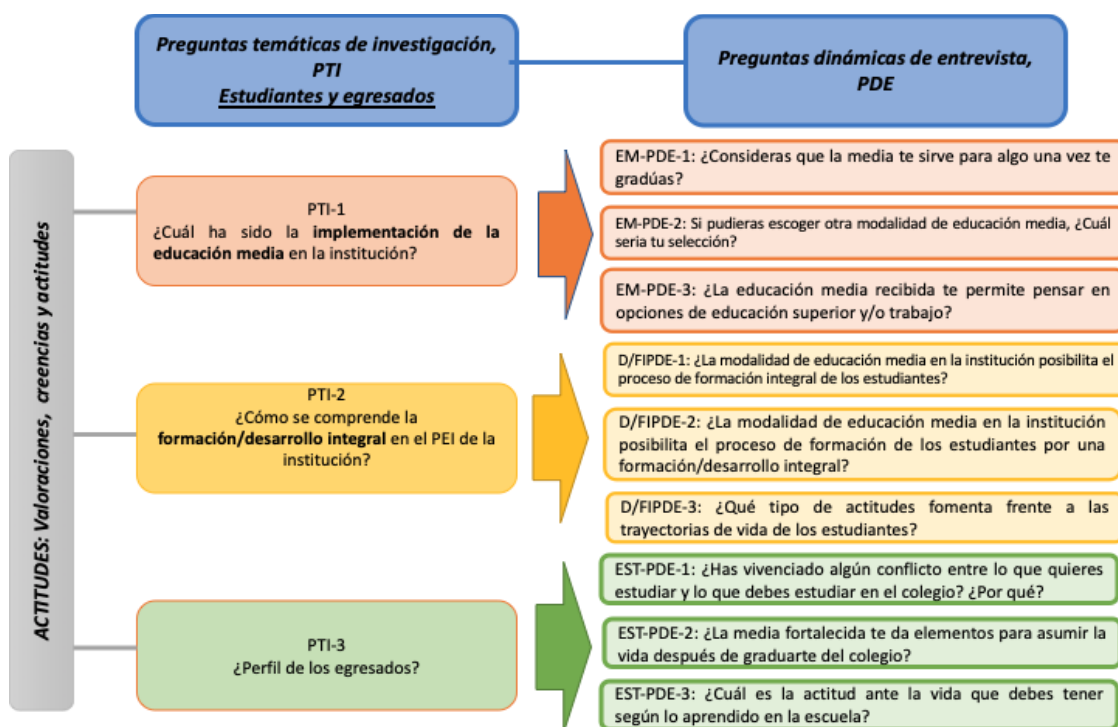 Preguntas temáticas de investigación,
PTI
Estudiantes y egresados
Preguntas dinámicas de entrevista,
PDE
ACTITUDES: Valoraciones, creencias y actitudes
PTI-1
¿Cuál ha sido la implementación de la
educación media en la institución?
EM-PDE-1: ¿Consideras que la media te sirve para algo una vez te
gradúas?
EM-PDE-2: Si pudieras escoger otra modalidad de educación media, ¿Cuál
seria tu selección?
EM-PDE-3: ¿La educación media recibida te permite pensar en
opciones de educación superior y/o trabajo?
PTI-2
¿Cómo se comprende la
formación/desarrollo integral en el PEI de la
institución?
D/FIPDE-1: ¿La modalidad de educación media en la institución posibilita el
proceso de formación integral de los estudiantes?
D/FIPDE-2: ¿La modalidad de educación media en la institución
posibilita el proceso de formación de los estudiantes por una
formación/desarrollo integral?
D/FIPDE-3: ¿Qué tipo de actitudes fomenta frente a las
trayectorias de vida de los estudiantes?
PTI-3
¿Perfil de los egresados?
EST-PDE-1: ¿Has vivenciado algún conflicto entre lo que quieres
estudiar y lo que debes estudiar en el colegio? ¿Por qué?
EST-PDE-2: ¿La media fortalecida te da elementos para asumir la
vida después de graduarte del colegio?
EST-PDE-3: ¿Cuál es la actitud ante la vida que debes tener
según lo aprendido en la escuela?